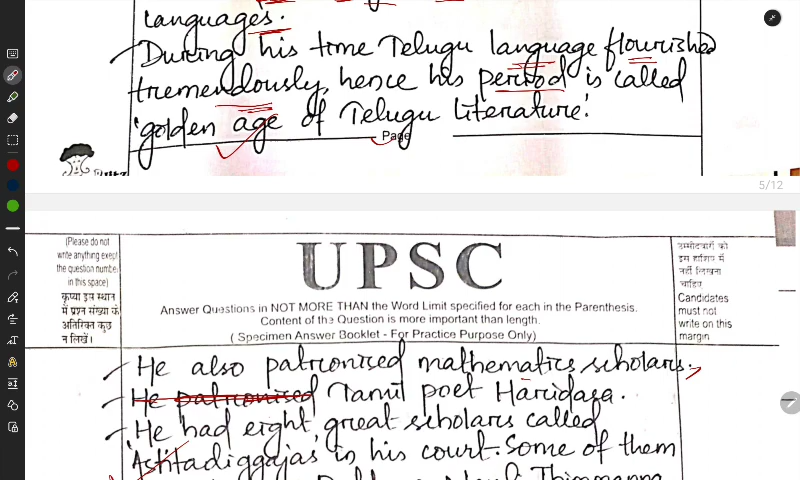 languages.
During his time Telugu language flourished
tremendously, hence his period is called
'golden age of Telugu literature'.
Page
5/12
(Please do
not
write anything except
the question number
in this space)
कृप्या इस स्थान
में प्रश्न संख्या के
अतिरिक्त कुछ
न लिखें।
UPSC
Answer Questions in NOT MORE THAN the Word Limit specified for each in the Parenthesis.
Content of the Question is more important than length.
( Specimen Answer Booklet - For Practice Purpose Only)
उम्मीदवारों को
इस हाशिए में
नहीं लिखना
चाहिए
Candidates
must not
write on this
margin
He also patronised mathematics scholars.
He patronised Tamil poet Haridasa.
He had eight great scholars called
'Ashtadiggajas' in his court. Some of them
Thimmanna